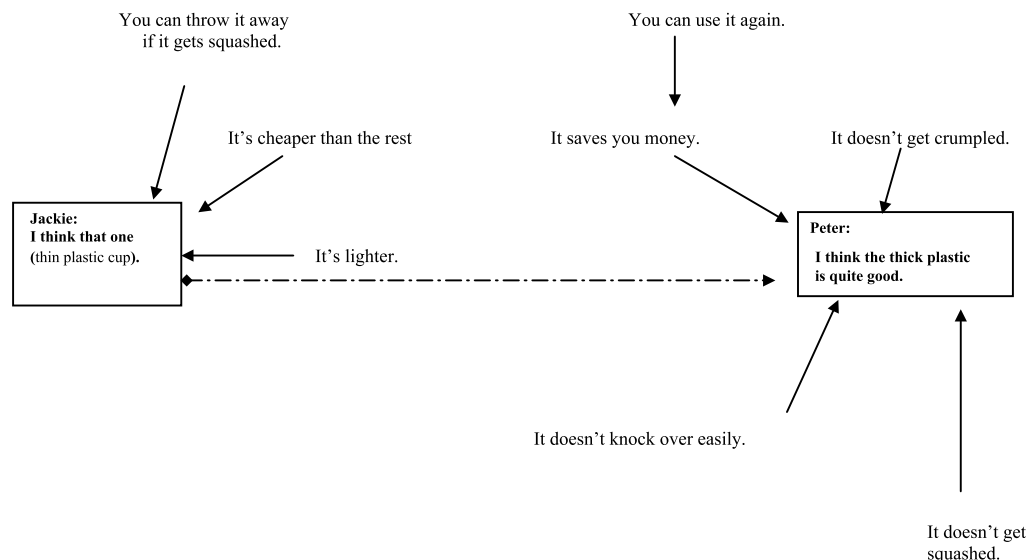 You can throw it away
if it gets squashed.
You can use it again.
It's cheaper than the rest
It saves you money.
It doesn't get crumpled.
Jackie:
I think that one
(thin plastic cup).
It's lighter.
Peter:
I think the thick plastic
is quite good.
It doesn't knock over easily.
It doesn't get
squashed.